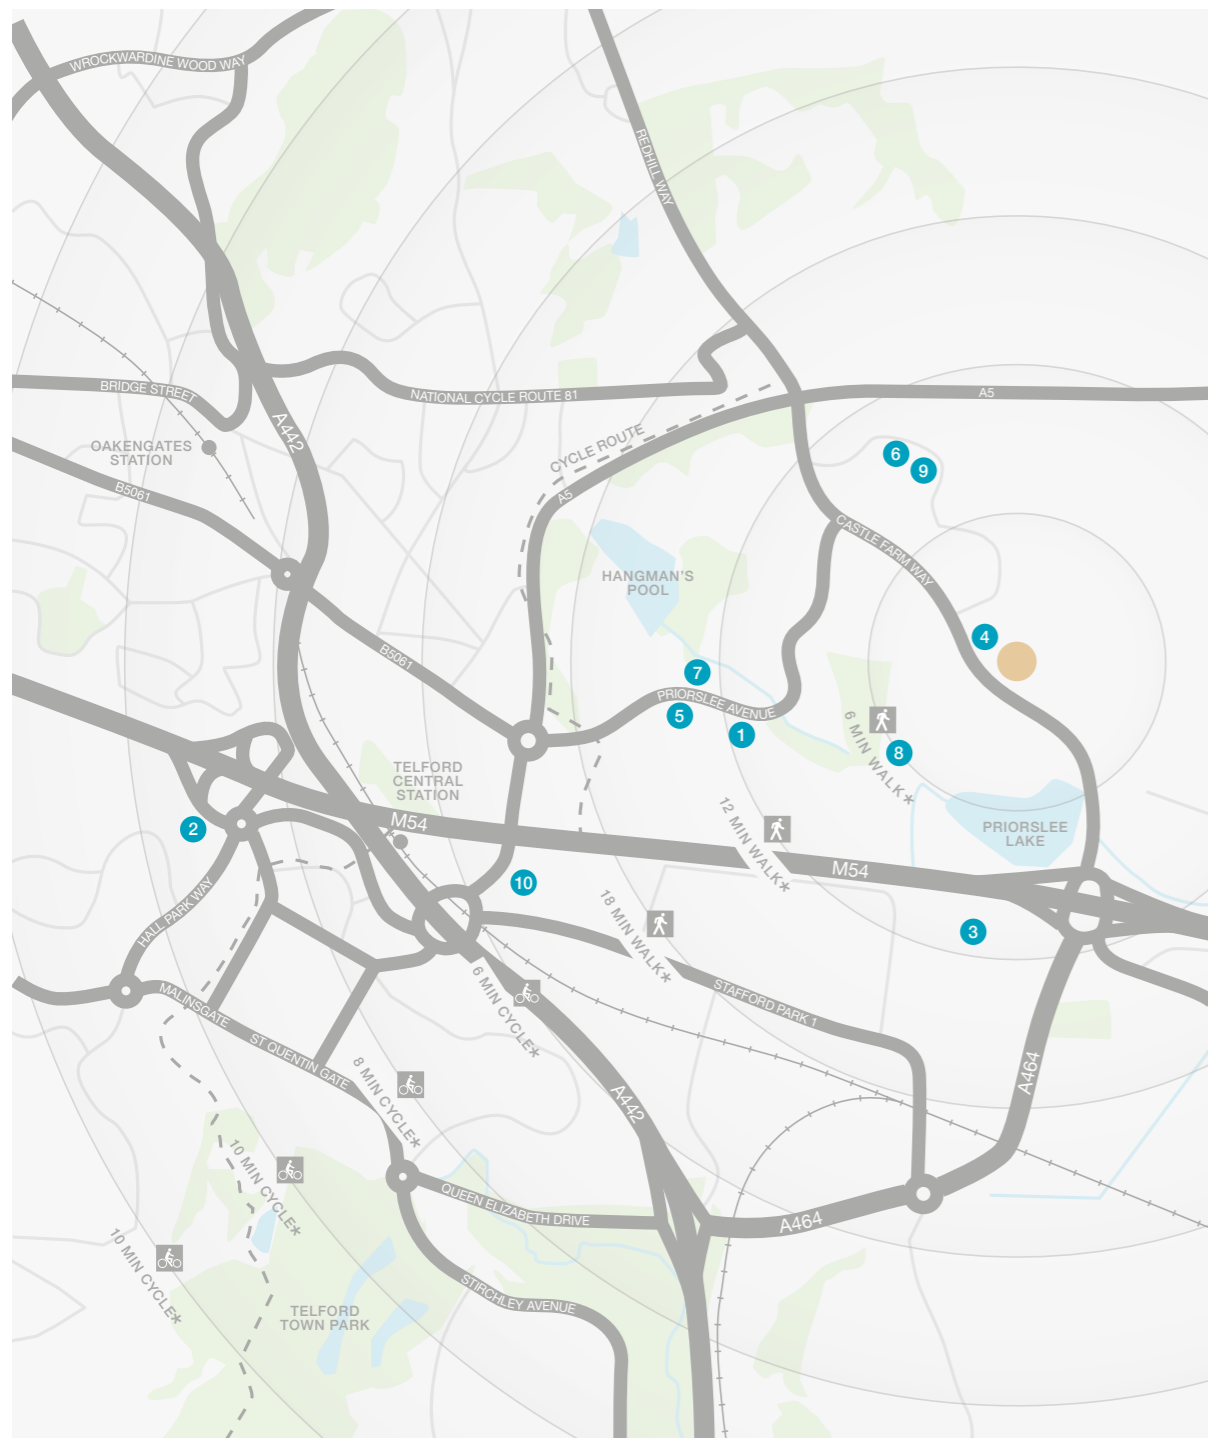 WROCKWARDINE WOOD WAY
REDHILL WAY
BRIDGE STREET
NATIONAL CYCLE ROUTE 81
A5
A442
OAKENGATES
STATION
CYCLE ROUTE
6
9
B5061
A5
CASTLE FARM WAY
HANGMAN'S
POOL
4
B5061
7
PRIORSLEE AVENUE
5
1
6 MIN WALK*
8
TELFORD
CENTRAL
STATION
2
M54
12 MIN WALK*
PRIORSLEE
LAKE
M54
10
HALL PARK WAY
18 MIN WALK*
3
MALINSGATE
6 MIN CYCLE*
STAFFORD PARK 1
ST QUENTIN GATE
8 MIN CYCLE*
A442
A464
10 MIN CYCLE*
QUEEN ELIZABETH DRIVE
A464
10 MIN CYCLE*
STIRCHLEY AVENUE
TELFORD
TOWN PARK